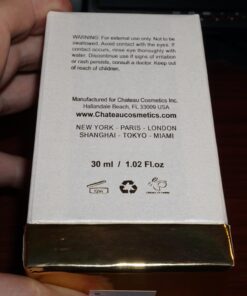 WARNING: For external use only. Not to be
swallowed. Avoid contact with the eyes. If
contact occurs, rinse eye thoroughly with
water. Discontinue use if signs of irritation
or rash persists, consult a doctor. Keep out
of reach of children.
Manufactured for Chateau Cosmetics Inc.
Hallandale Beach, FL 33009 USA
www.Chateaucosmetics.com
NEW YORK - PARIS - LONDON
SHANGHAI - TOKYO - MIAMI
30 ml / 1.02 Fl.oz